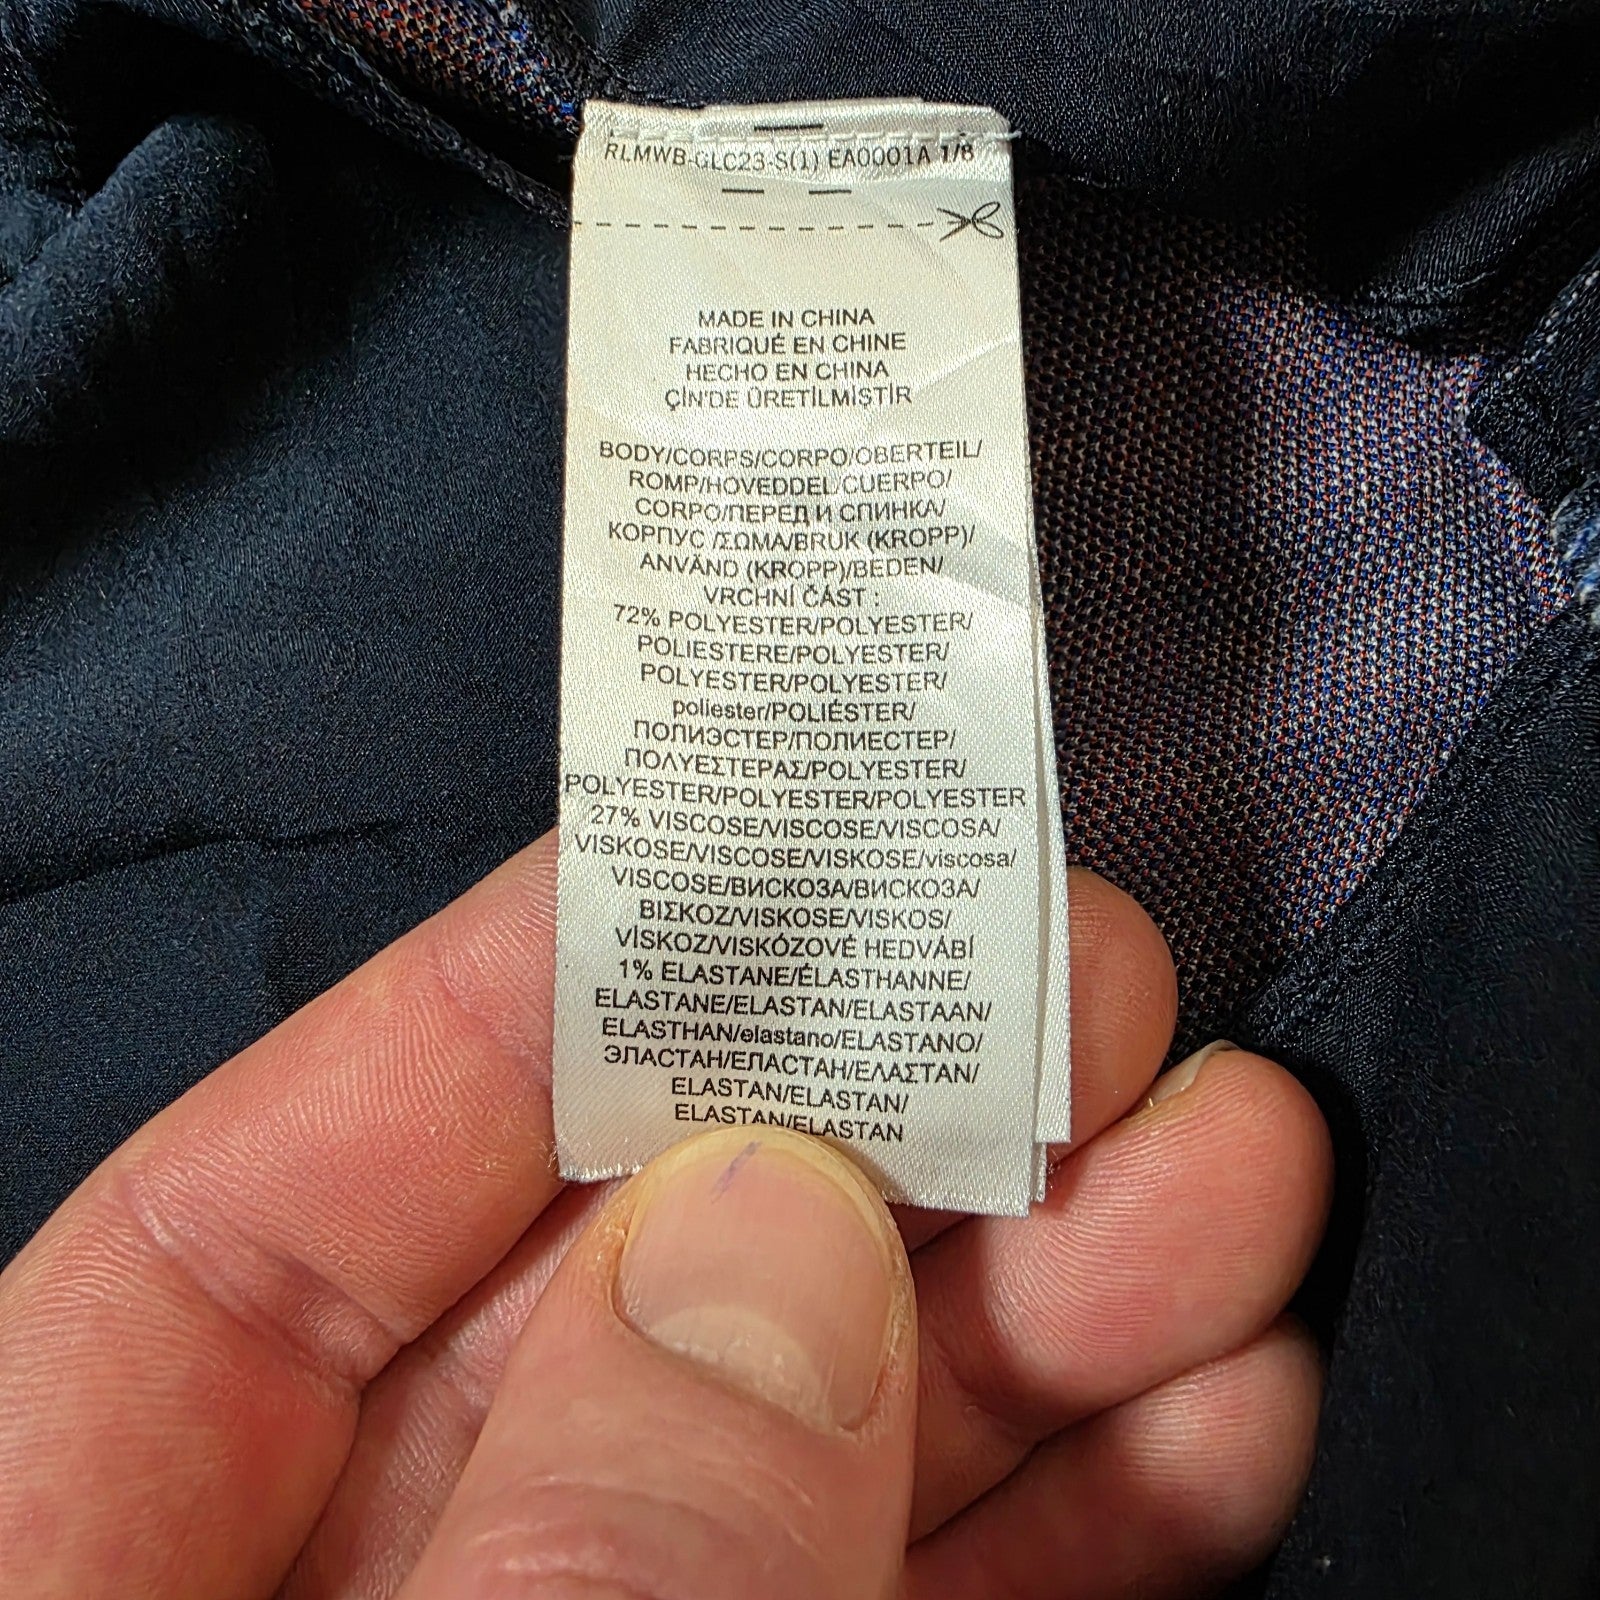 RLMWB-GLC23-S(1) EA0001A 1/8
MADE IN CHINA
FABRIQUÉ EN CHINE
HECHO EN CHINA
ÇİN'DE ÜRETİLMİŞTİR
BODY/CORPS/CORPO/OBERTEIL/
ROMP/HOVEDDEL/CUERPO/
CORPO/ПЕРЕД И СПИНКА/
КОРПУС /ΣΩΜΑ/BRUK (KROPP)/
ANVÄND (KROPP)/BEDEN/
VRCHNÍ ČÁST :
72% POLYESTER/POLYESTER/
POLIESTERE/POLYESTER/
POLYESTER/POLYESTER/
poliester/POLIÉSTER/
ПОЛИЭСТЕР/ПОЛИЕСТЕР/
ΠΟΛΥΕΣΤΕΡΑΣ/POLYESTER/
POLYESTER/POLYESTER/POLYESTER
27% VISCOSE/VISCOSE/VISCOSA/
VISKOSE/VISCOSE/VISKOSE/viscosa/
VISCOSE/ВИСКОЗА/ВИСКОЗА/
ΒΙΣΚΟΖ/VISKOSE/VISKOS/
VİSKOZ/VISKÓZOVÉ HEDVÁBÍ
1% ELASTANE/ÉLASTHANNE/
ELASTANE/ELASTAN/ELASTAAN/
ELASTHAN/elastano/ELASTANO/
ЭЛАСТАН/ЕЛАСТАН/ΕΛΑΣΤΑΝ/
ELASTAN/ELASTAN/
ELASTAN/ELASTAN